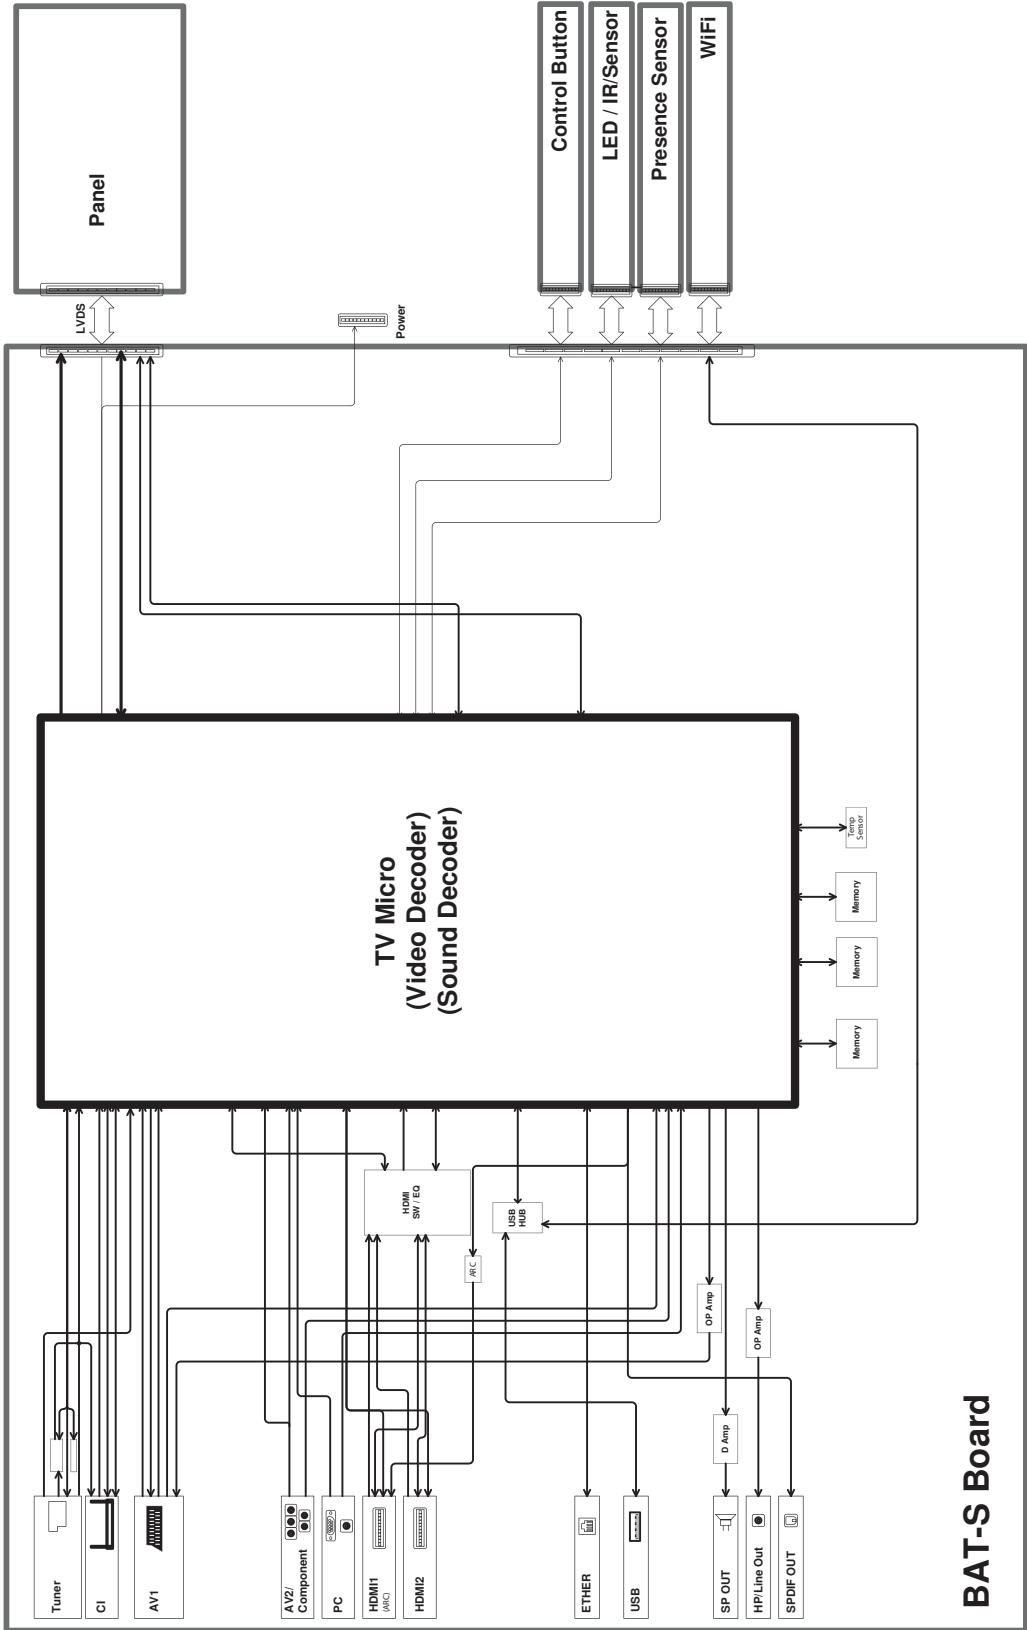 Tuner
CI
AV1
AV2/
Component
PC
HDMI1
(ARC)
HDMI2
ETHER
USB
SP OUT
HP/Line Out
SPDIF OUT
D Amp
OP Amp
OP Amp
ARC
HDMI
SW / EQ
USB
HUB
TV Micro
(Video Decoder)
(Sound Decoder)
Memory
Memory
Memory
Temp
Sensor
LVDS
Power
Panel
Control Button
LED / IR/Sensor
Presence Sensor
WiFi
BAT-S Board